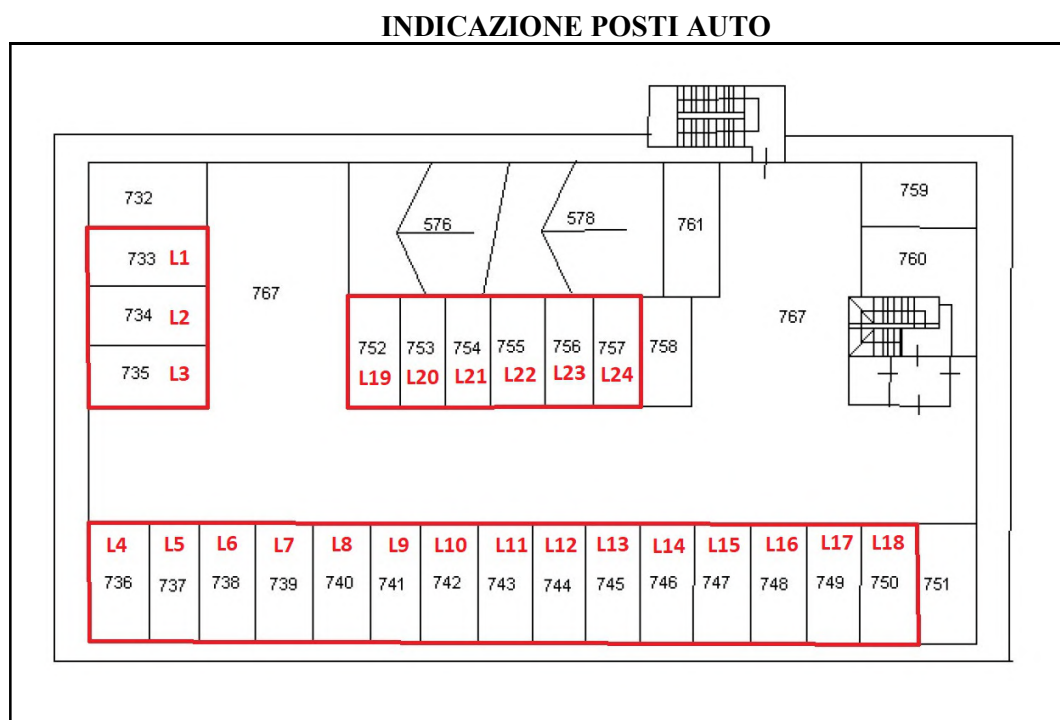 INDICAZIONE POSTI AUTO
732
733 L1
734 L2
735 L3
767
576
578
761
759
760
767
752 753 754 755 756 757 758
L19 L20 L21 L22 L23 L24
L4 L5 L6 L7 L8 L9 L10 L11 L12 L13 L14 L15 L16 L17 L18
736 737 738 739 740 741 742 743 744 745 746 747 748 749 750 751